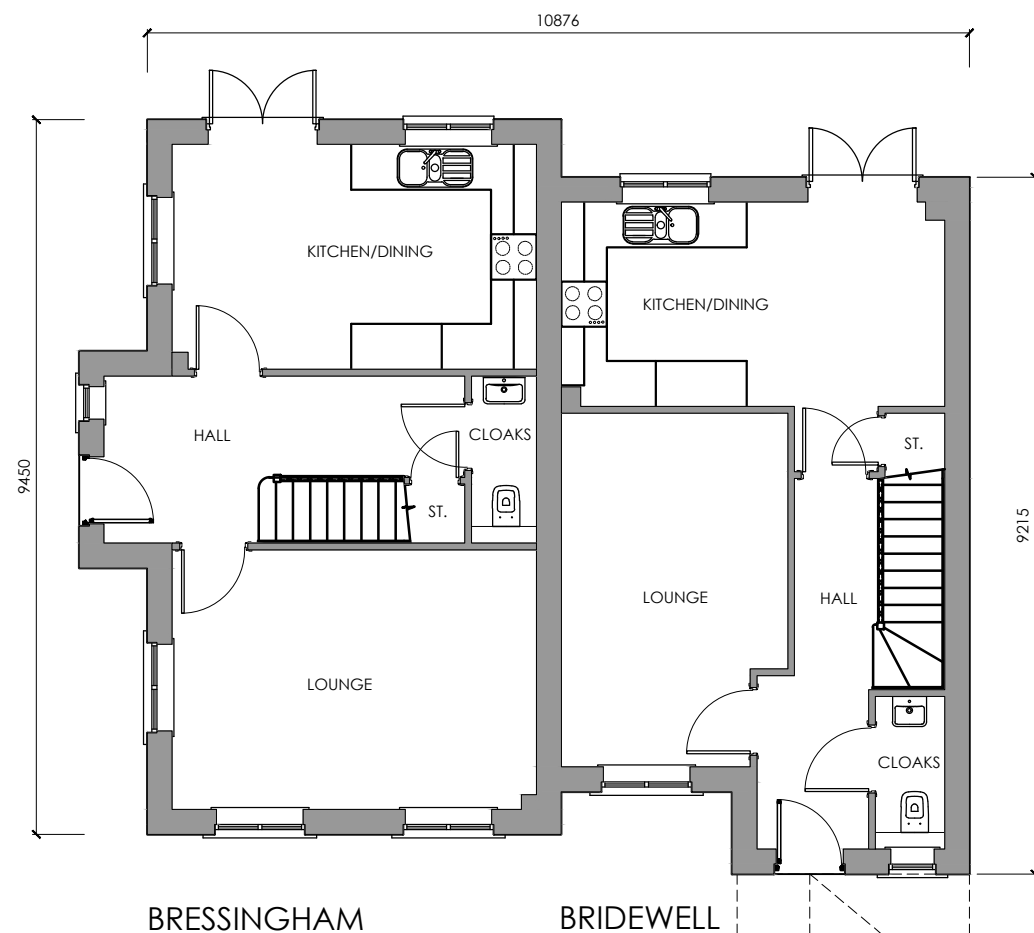 10876
9450
9215
KITCHEN/DINING
HALL
CLOAKS
ST.
LOUNGE
KITCHEN/DINING
ST.
LOUNGE
HALL
CLOAKS
BRESSINGHAM
BRIDEWELL